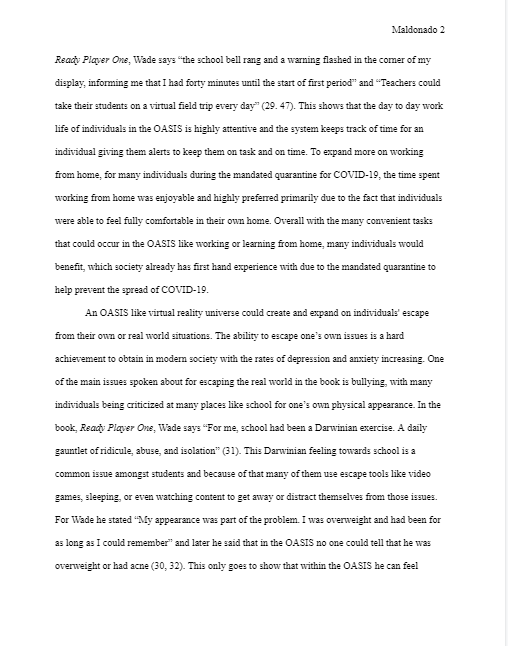 Maldonado 2
Ready Player One, Wade says “the school bell rang and a warning flashed in the corner of my
display, informing me that I had forty minutes until the start of first period” and “Teachers could
take their students on a virtual field trip every day” (29. 47). This shows that the day to day work
life of individuals in the OASIS is highly attentive and the system keeps track of time for an
individual giving them alerts to keep them on task and on time. To expand more on working
from home, for many individuals during the mandated quarantine for COVID-19, the time spent
working from home was enjoyable and highly preferred primarily due to the fact that individuals
were able to feel fully comfortable in their own home. Overall with the many convenient tasks
that could occur in the OASIS like working or learning from home, many individuals would
benefit, which society already has first hand experience with due to the mandated quarantine to
help prevent the spread of COVID-19.
An OASIS like virtual reality universe could create and expand on individuals’ escape
from their own or real world situations. The ability to escape one’s own issues is a hard
achievement to obtain in modern society with the rates of depression and anxiety increasing. One
of the main issues spoken about for escaping the real world in the book is bullying, with many
individuals being criticized at many places like school for one’s own physical appearance. In the
book, Ready Player One, Wade says “For me, school had been a Darwinian exercise. A daily
gauntlet of ridicule, abuse, and isolation” (31). This Darwinian feeling towards school is a
common issue amongst students and because of that many of them use escape tools like video
games, sleeping, or even watching content to get away or distract themselves from those issues.
For Wade he stated “My appearance was part of the problem. I was overweight and had been for
as long as I could remember” and later he said that in the OASIS no one could tell that he was
overweight or had acne (30, 32). This only goes to show that within the OASIS he can feel